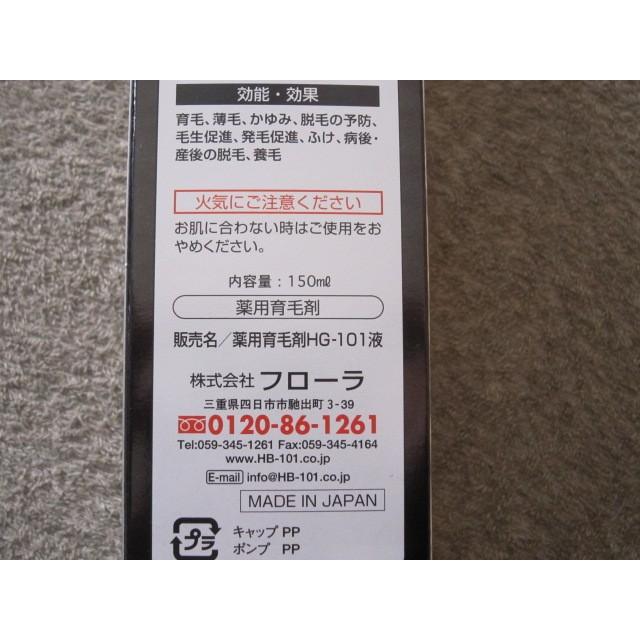 効能・効果
育毛、薄毛、かゆみ、脱毛の予防、
毛生促進、発毛促進、ふけ、病後・
産後の脱毛、養毛
火気にご注意ください
お肌に合わない時はご使用をお
やめください。
内容量：150mℓ
薬用育毛剤
販売名／薬用育毛剤HG-101液
株式会社 フローラ
三重県四日市市馳出町3-39
0120-86-1261
Tel:059-345-1261 Fax:059-345-4164
www.HB-101.co.jp
E-mail info@HB-101.co.jp
MADE IN JAPAN
プラ
キャップ PP
ポンプ PP